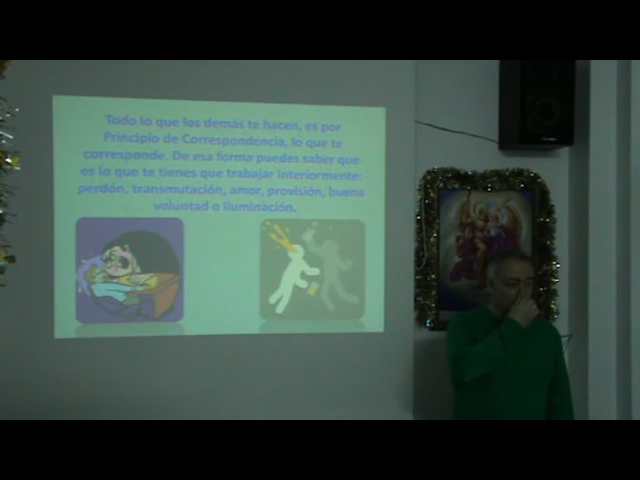 Todo lo que los demás te hacen, es por
Principio de Correspondencia, lo que te
corresponde. De esa forma puedes saber que
es lo que te tienes que trabajar interiormente:
perdón, transmutación, amor, provisión, buena
voluntad o iluminación.